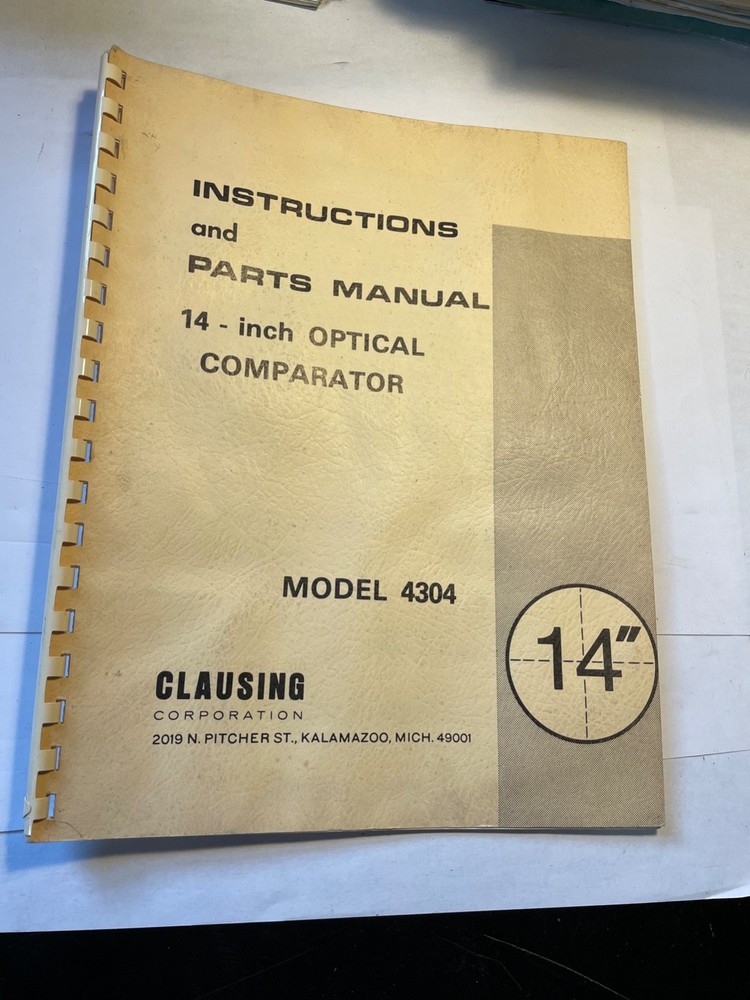 INSTRUCTIONS
and
PARTS MANUAL
14 - inch OPTICAL
COMPARATOR
MODEL 4304
14"
CLAUSING
CORPORATION
2019 N. PITCHER ST., KALAMAZOO, MICH. 49001